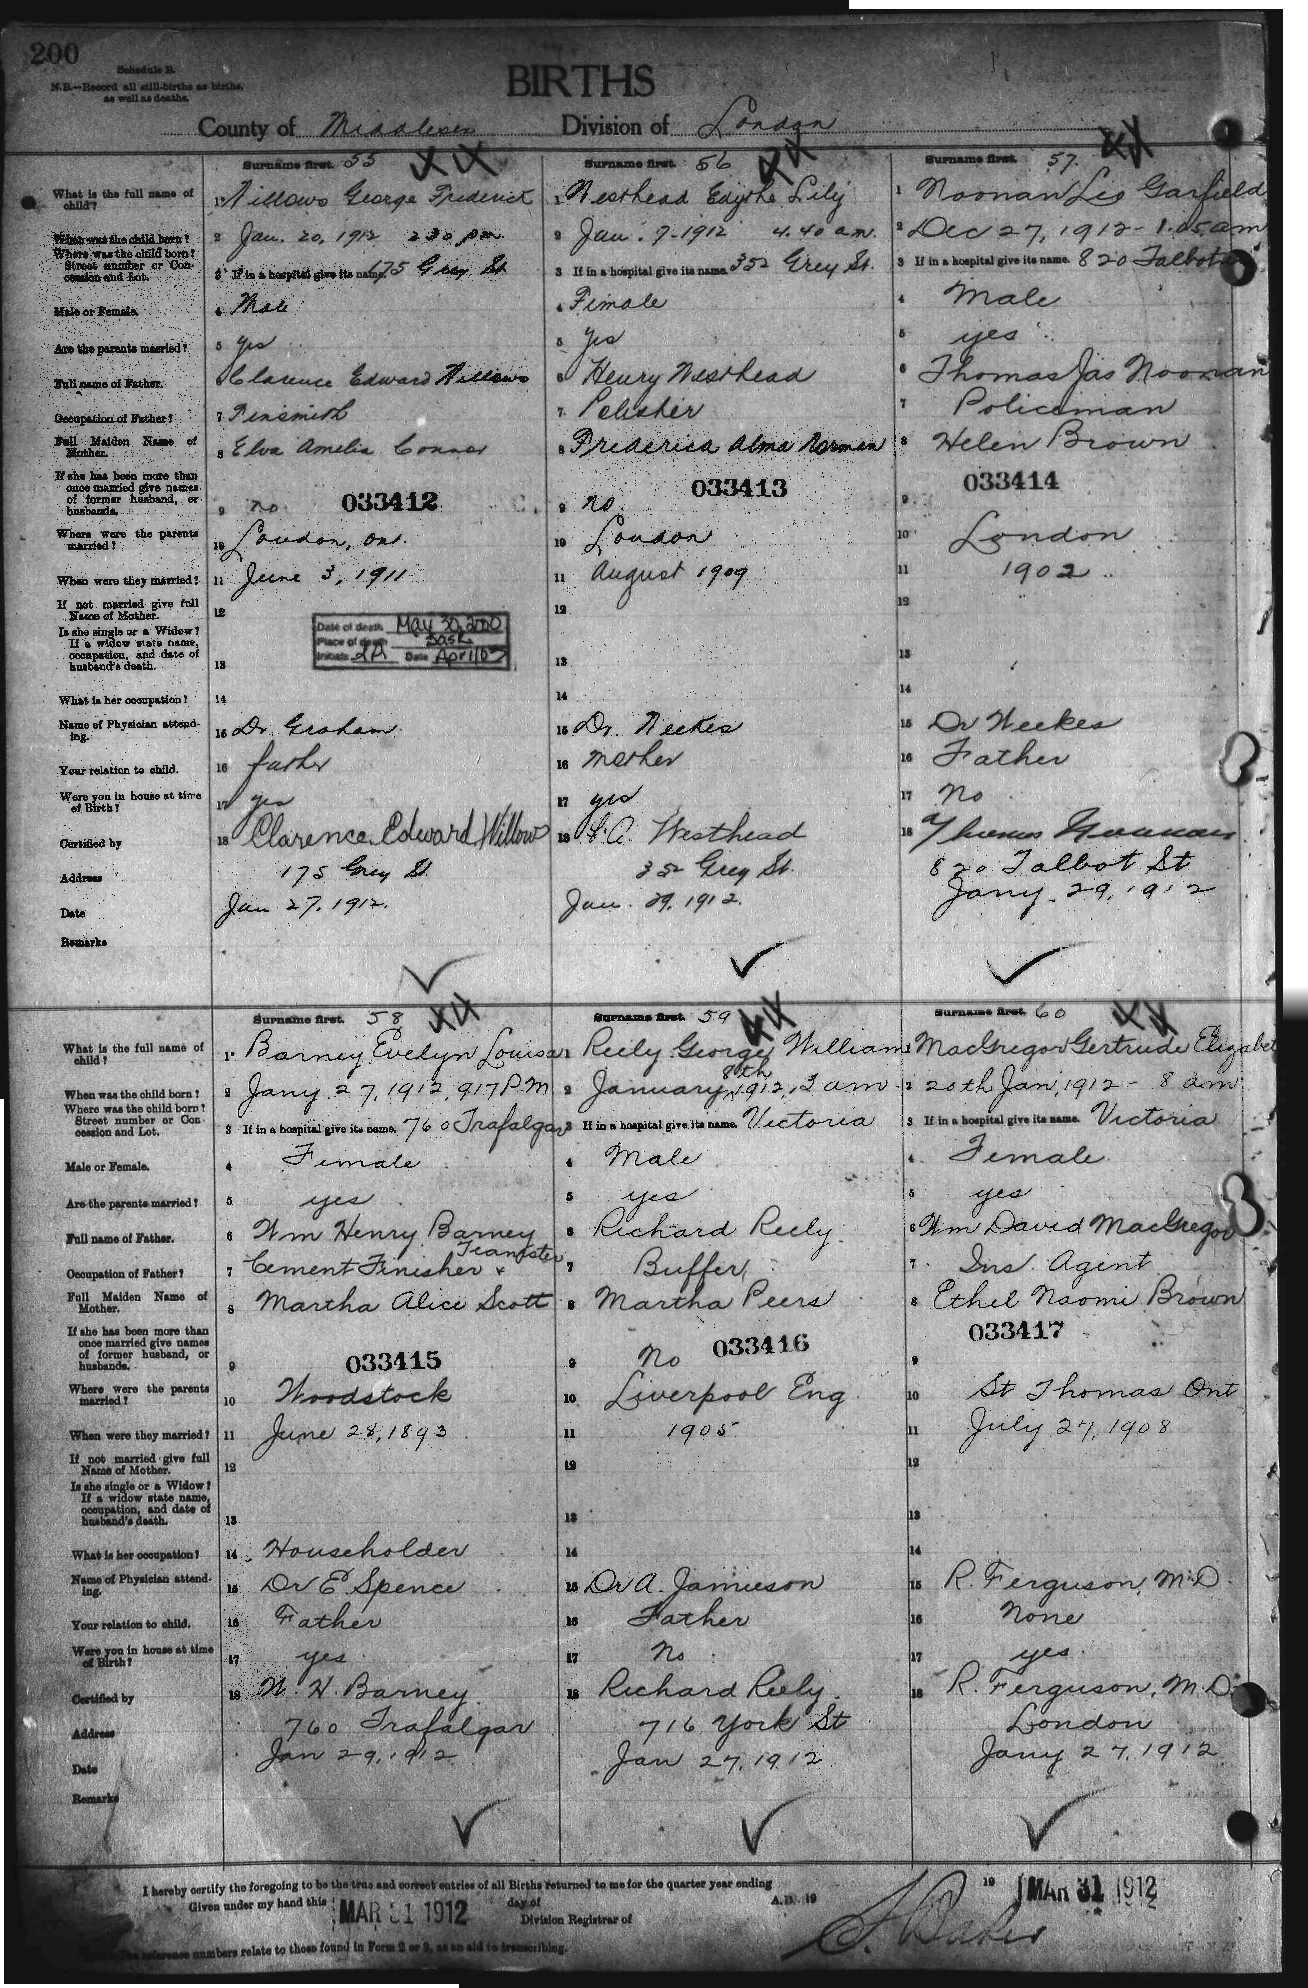 200
Schedule B.
N.B.—Record all still-births as births,
as well as deaths.
BIRTHS
County of Middlesex Division of London
Surname first. 55 Surname first. 56 Surname first. 57.
What is the full name of child? 1 Willows George Frederick 1 Westhead Edythe Lily 1 Noonan Leo Garfield
When was the child born? 2 Jan. 20, 1912 2 30 pm 2 Jan. 9-1912 4.40 a.m. 2 Dec 27, 1912 - 1.05 am
Where was the child born? Street number or Concession and Lot. 3 If in a hospital give its name. 175 Grey St. 3 If in a hospital give its name. 352 Grey St. 3 If in a hospital give its name. 820 Talbot
Male or Female. 4 Male 4 Female 4 Male
Are the parents married? 5 yes 5 yes 5 yes
Full name of Father. 6 Clarence Edward Willows 6 Henry Westhead 6 Thomas Jas Noonan
Occupation of Father? 7 Tinsmith 7 Polisher 7 Policeman
Full Maiden Name of Mother. 8 Elva Amelia Connor 8 Frederica Alma Norman 8 Helen Brown
If she has been more than once married give names of former husband, or husbands. 9 no 033412 9 no 033413 9 033414
Where were the parents married? 10 London, Ont. 10 London 10 London
When were they married? 11 June 3, 1911 11 August 1909 11 1902
If not married give full Name of Mother. 12 12 12
Date of death May 30, 2000
Place of death Sask
Initials Date Apr 1/05
Is she single or a Widow? If a widow state name, occupation, and date of husband's death. 13 13 13
What is her occupation? 14 14 14
Name of Physician attending. 15 Dr. Graham 15 Dr. Weekes 15 Dr Weekes
Your relation to child. 16 father 16 mother 16 Father
Were you in house at time of Birth? 17 yes 17 yes 17 No
Certified by 18 Clarence Edward Willows 18 F. A. Westhead 18 Thomas Noonan
Address 175 Grey St. 352 Grey St. 820 Talbot St
Date Jan 27, 1912. Jan. 29, 1912. Jany. 29, 1912
Remarks
Surname first. 58 Surname first. 59 Surname first. 60
What is the full name of child? 1 Barney Evelyn Louisa 1 Reely George William 1 MacGregor Gertrude Elizabet
When was the child born? 2 Jany 27, 1912, 917 P.M 2 January 8th 1912, 3 am 2 20th Jan, 1912 - 8 am
Where was the child born? Street number or Concession and Lot. 3 If in a hospital give its name. 760 Trafalgar 3 If in a hospital give its name. Victoria 3 If in a hospital give its name. Victoria
Male or Female. 4 Female 4 Male 4 Female
Are the parents married? 5 yes 5 yes 5 yes
Full name of Father. 6 Wm Henry Barney 6 Richard Reely 6 Wm David MacGregor
Occupation of Father? 7 Cement Finisher & Teamster 7 Buffer 7 Ins. Agent
Full Maiden Name of Mother. 8 Martha Alice Scott 8 Martha Peers 8 Ethel Naomi Brown
If she has been more than once married give names of former husband, or husbands. 9 033415 9 No 033416 9 033417
Where were the parents married? 10 Woodstock 10 Liverpool Eng 10 St Thomas Ont
When were they married? 11 June 28, 1893 11 1905 11 July 27, 1908
If not married give full Name of Mother. 12 12 12
Is she single or a Widow? If a widow state name, occupation, and date of husband's death. 13 13 13
What is her occupation? 14 Householder 14 14
Name of Physician attending. 15 Dr E Spence 15 Dr A. Jamieson 15 R. Ferguson, M.D.
Your relation to child. 16 Father 16 Father 16 None
Were you in house at time of Birth? 17 yes 17 No 17 yes
Certified by 18 W. H. Barney 18 Richard Reely 18 R. Ferguson, M.D.
Address 760 Trafalgar 716 York St London
Date Jan 29, 1912 Jan 27, 1912 Jany 27, 1912
Remarks
I hereby certify the foregoing to be the true and correct entries of all Births returned to me for the quarter year ending 19 MAR 31 1912
Given under my hand this MAR 31 1912 day of A.D. 19
Division Registrar of
reference numbers relate to those found in Form 2 or 3, as an aid to transcribing.